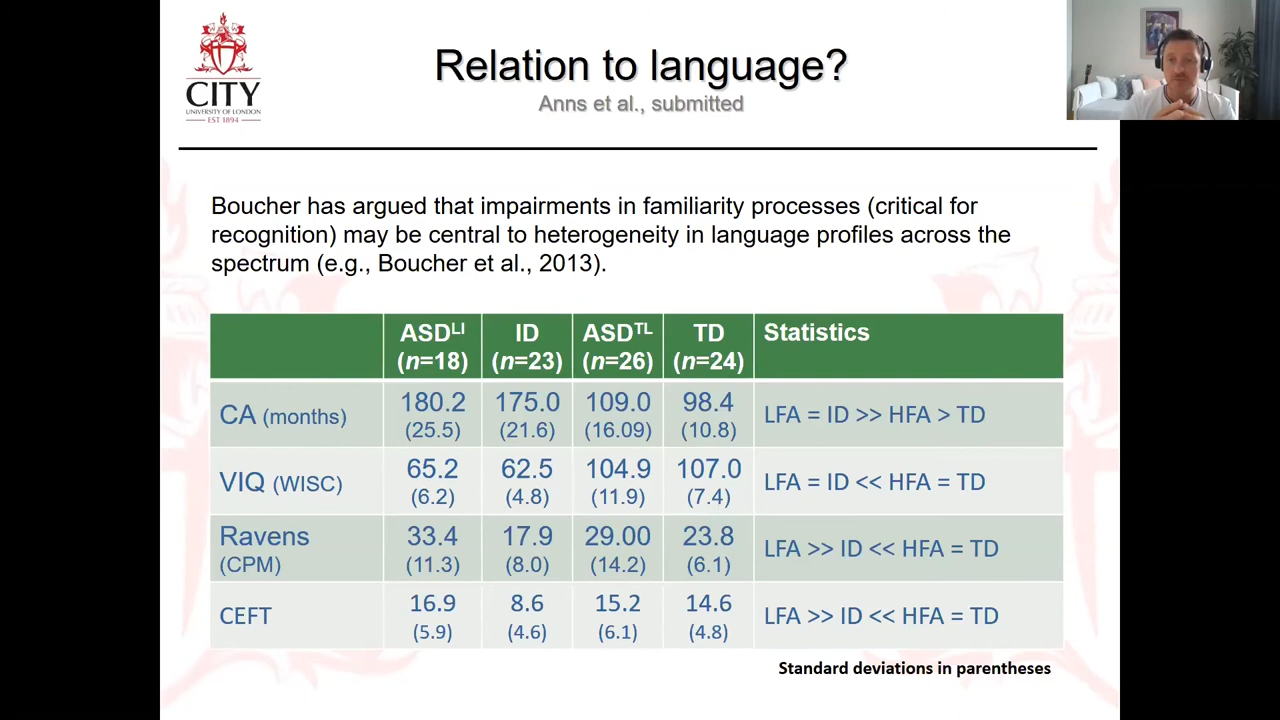 CITY
UNIVERSITY OF LONDON
EST 1894
Relation to language?
Anns et al., submitted
Boucher has argued that impairments in familiarity processes (critical for
recognition) may be central to heterogeneity in language profiles across the
spectrum (e.g., Boucher et al., 2013).
ASDLI (n=18) ID (n=23) ASDTL (n=26) TD (n=24) Statistics
CA (months) 180.2 (25.5) 175.0 (21.6) 109.0 (16.09) 98.4 (10.8) LFA = ID >> HFA > TD
VIQ (WISC) 65.2 (6.2) 62.5 (4.8) 104.9 (11.9) 107.0 (7.4) LFA = ID << HFA = TD
Ravens (CPM) 33.4 (11.3) 17.9 (8.0) 29.00 (14.2) 23.8 (6.1) LFA >> ID << HFA = TD
CEFT 16.9 (5.9) 8.6 (4.6) 15.2 (6.1) 14.6 (4.8) LFA >> ID << HFA = TD
Standard deviations in parentheses